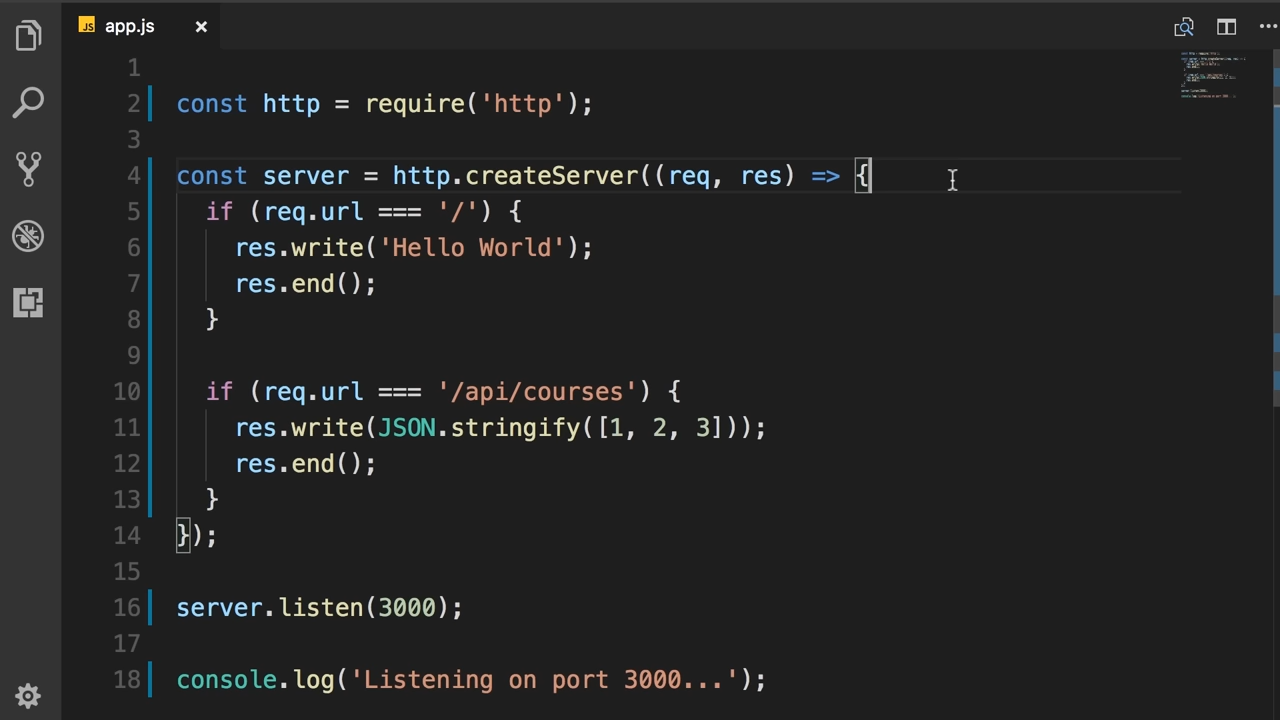 JS app.js ×
1
2 const http = require('http');
3
4 const server = http.createServer((req, res) => {
5   if (req.url === '/') {
6     res.write('Hello World');
7     res.end();
8   }
9
10   if (req.url === '/api/courses') {
11     res.write(JSON.stringify([1, 2, 3]));
12     res.end();
13   }
14 });
15
16 server.listen(3000);
17
18 console.log('Listening on port 3000...');